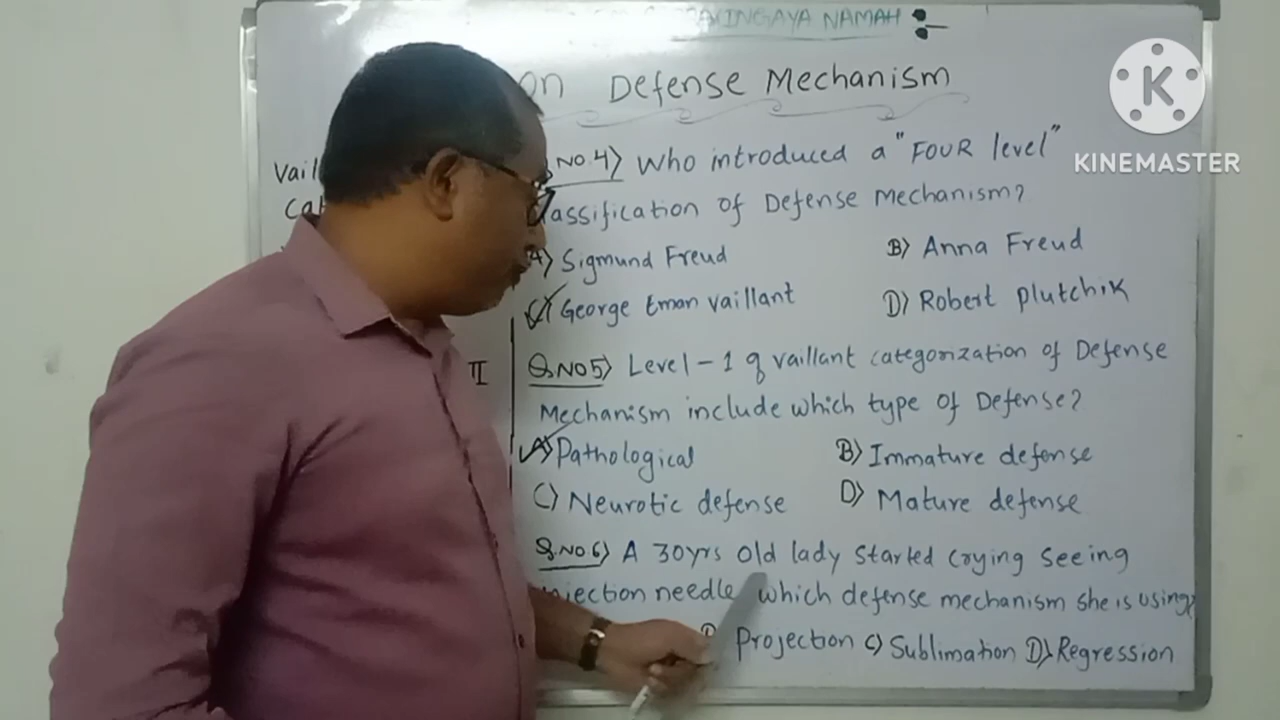 NAMAH :-
on Defense Mechanism
KINEMASTER
NO.4) Who introduced a "FOUR level"
assification of Defense Mechanism?
A) Sigmund Freud B) Anna Freud
C) George Eman Vaillant D) Robert Plutchik
II
Q.NO5) Level-1 of Vaillant categorization of Defense
Mechanism include which type of Defense?
A) Pathological B) Immature defense
C) Neurotic defense D) Mature defense
Q.NO6) A 30yrs old lady started crying seeing
njection needle which defense mechanism she is using?
Projection C) Sublimation D) Regression